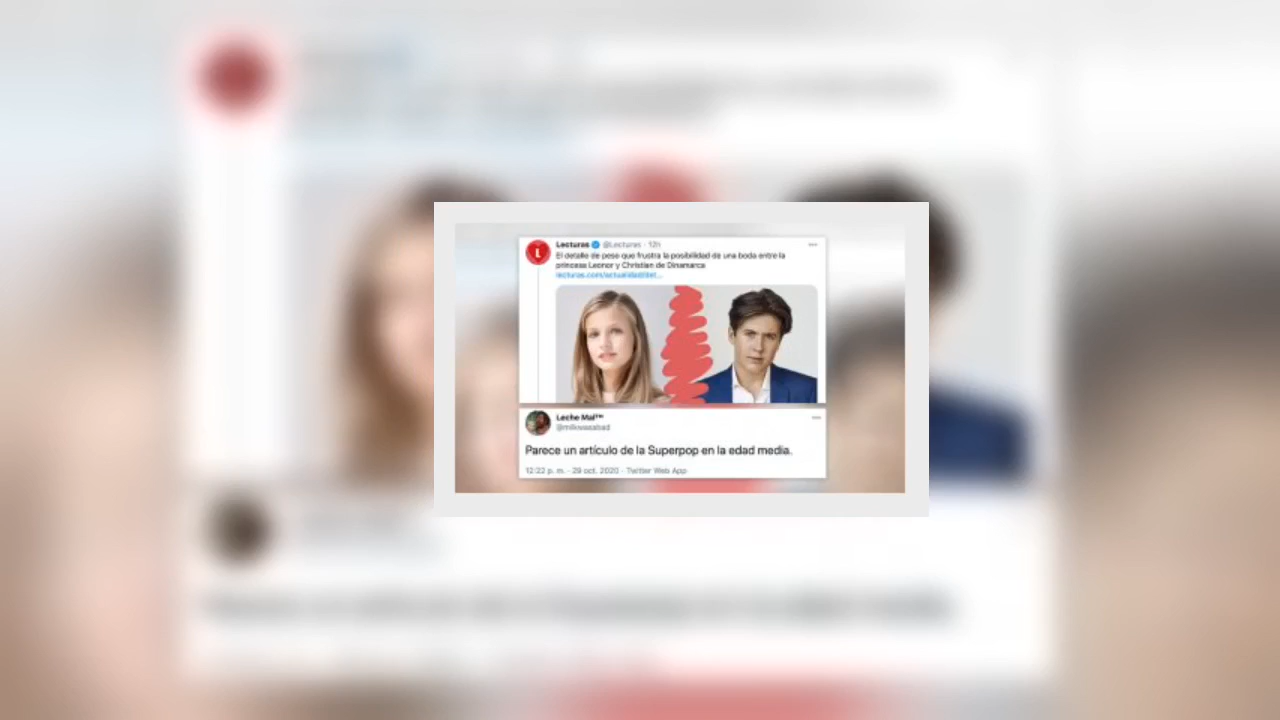 Lecturas @Lecturas · 12h
El detalle de peso que frustra la posibilidad de una boda entre la
princesa Leonor y Christian de Dinamarca
L
Leche Mal™
Parece un artículo de la Superpop en la edad media.
12:22 p. m. · 29 oct. 2020 · Twitter Web App